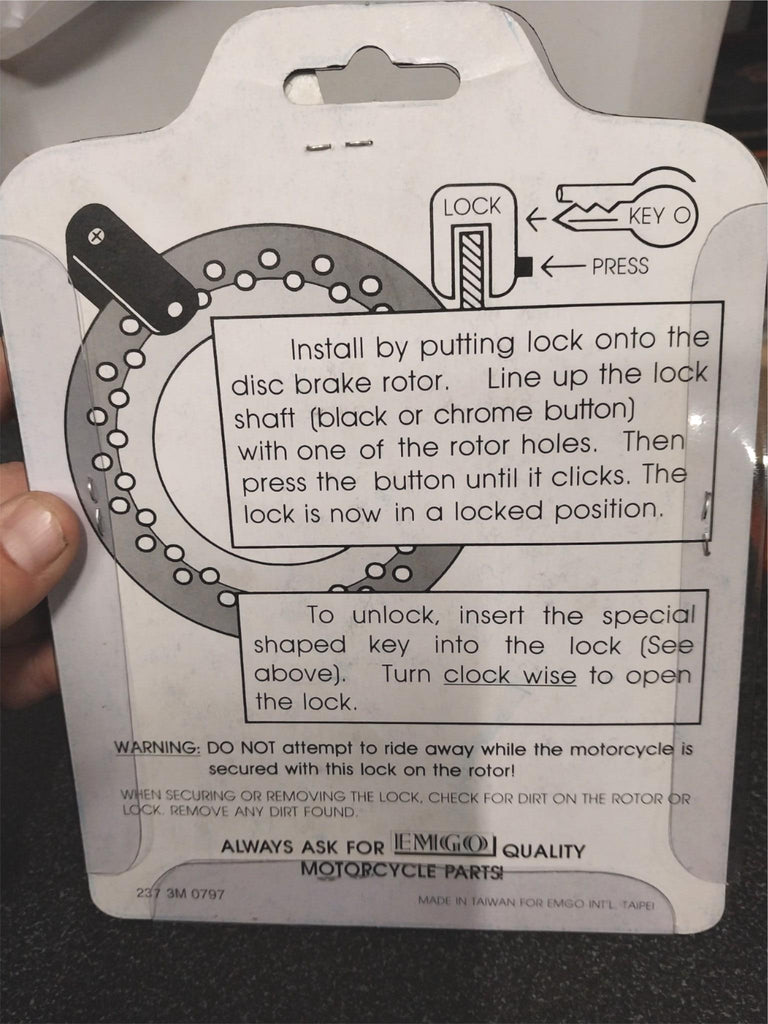 LOCK
KEY
PRESS
Install by putting lock onto the
disc brake rotor. Line up the lock
shaft (black or chrome button)
with one of the rotor holes. Then
press the button until it clicks. The
lock is now in a locked position.
To unlock, insert the special
shaped key into the lock (See
above). Turn clock wise to open
the lock.
WARNING: DO NOT attempt to ride away while the motorcycle is
secured with this lock on the rotor!
WHEN SECURING OR REMOVING THE LOCK, CHECK FOR DIRT ON THE ROTOR OR
LOCK. REMOVE ANY DIRT FOUND.
ALWAYS ASK FOR EMGO QUALITY
MOTORCYCLE PARTS!
237 3M 0797
MADE IN TAIWAN FOR EMGO INT'L. TAIPEI